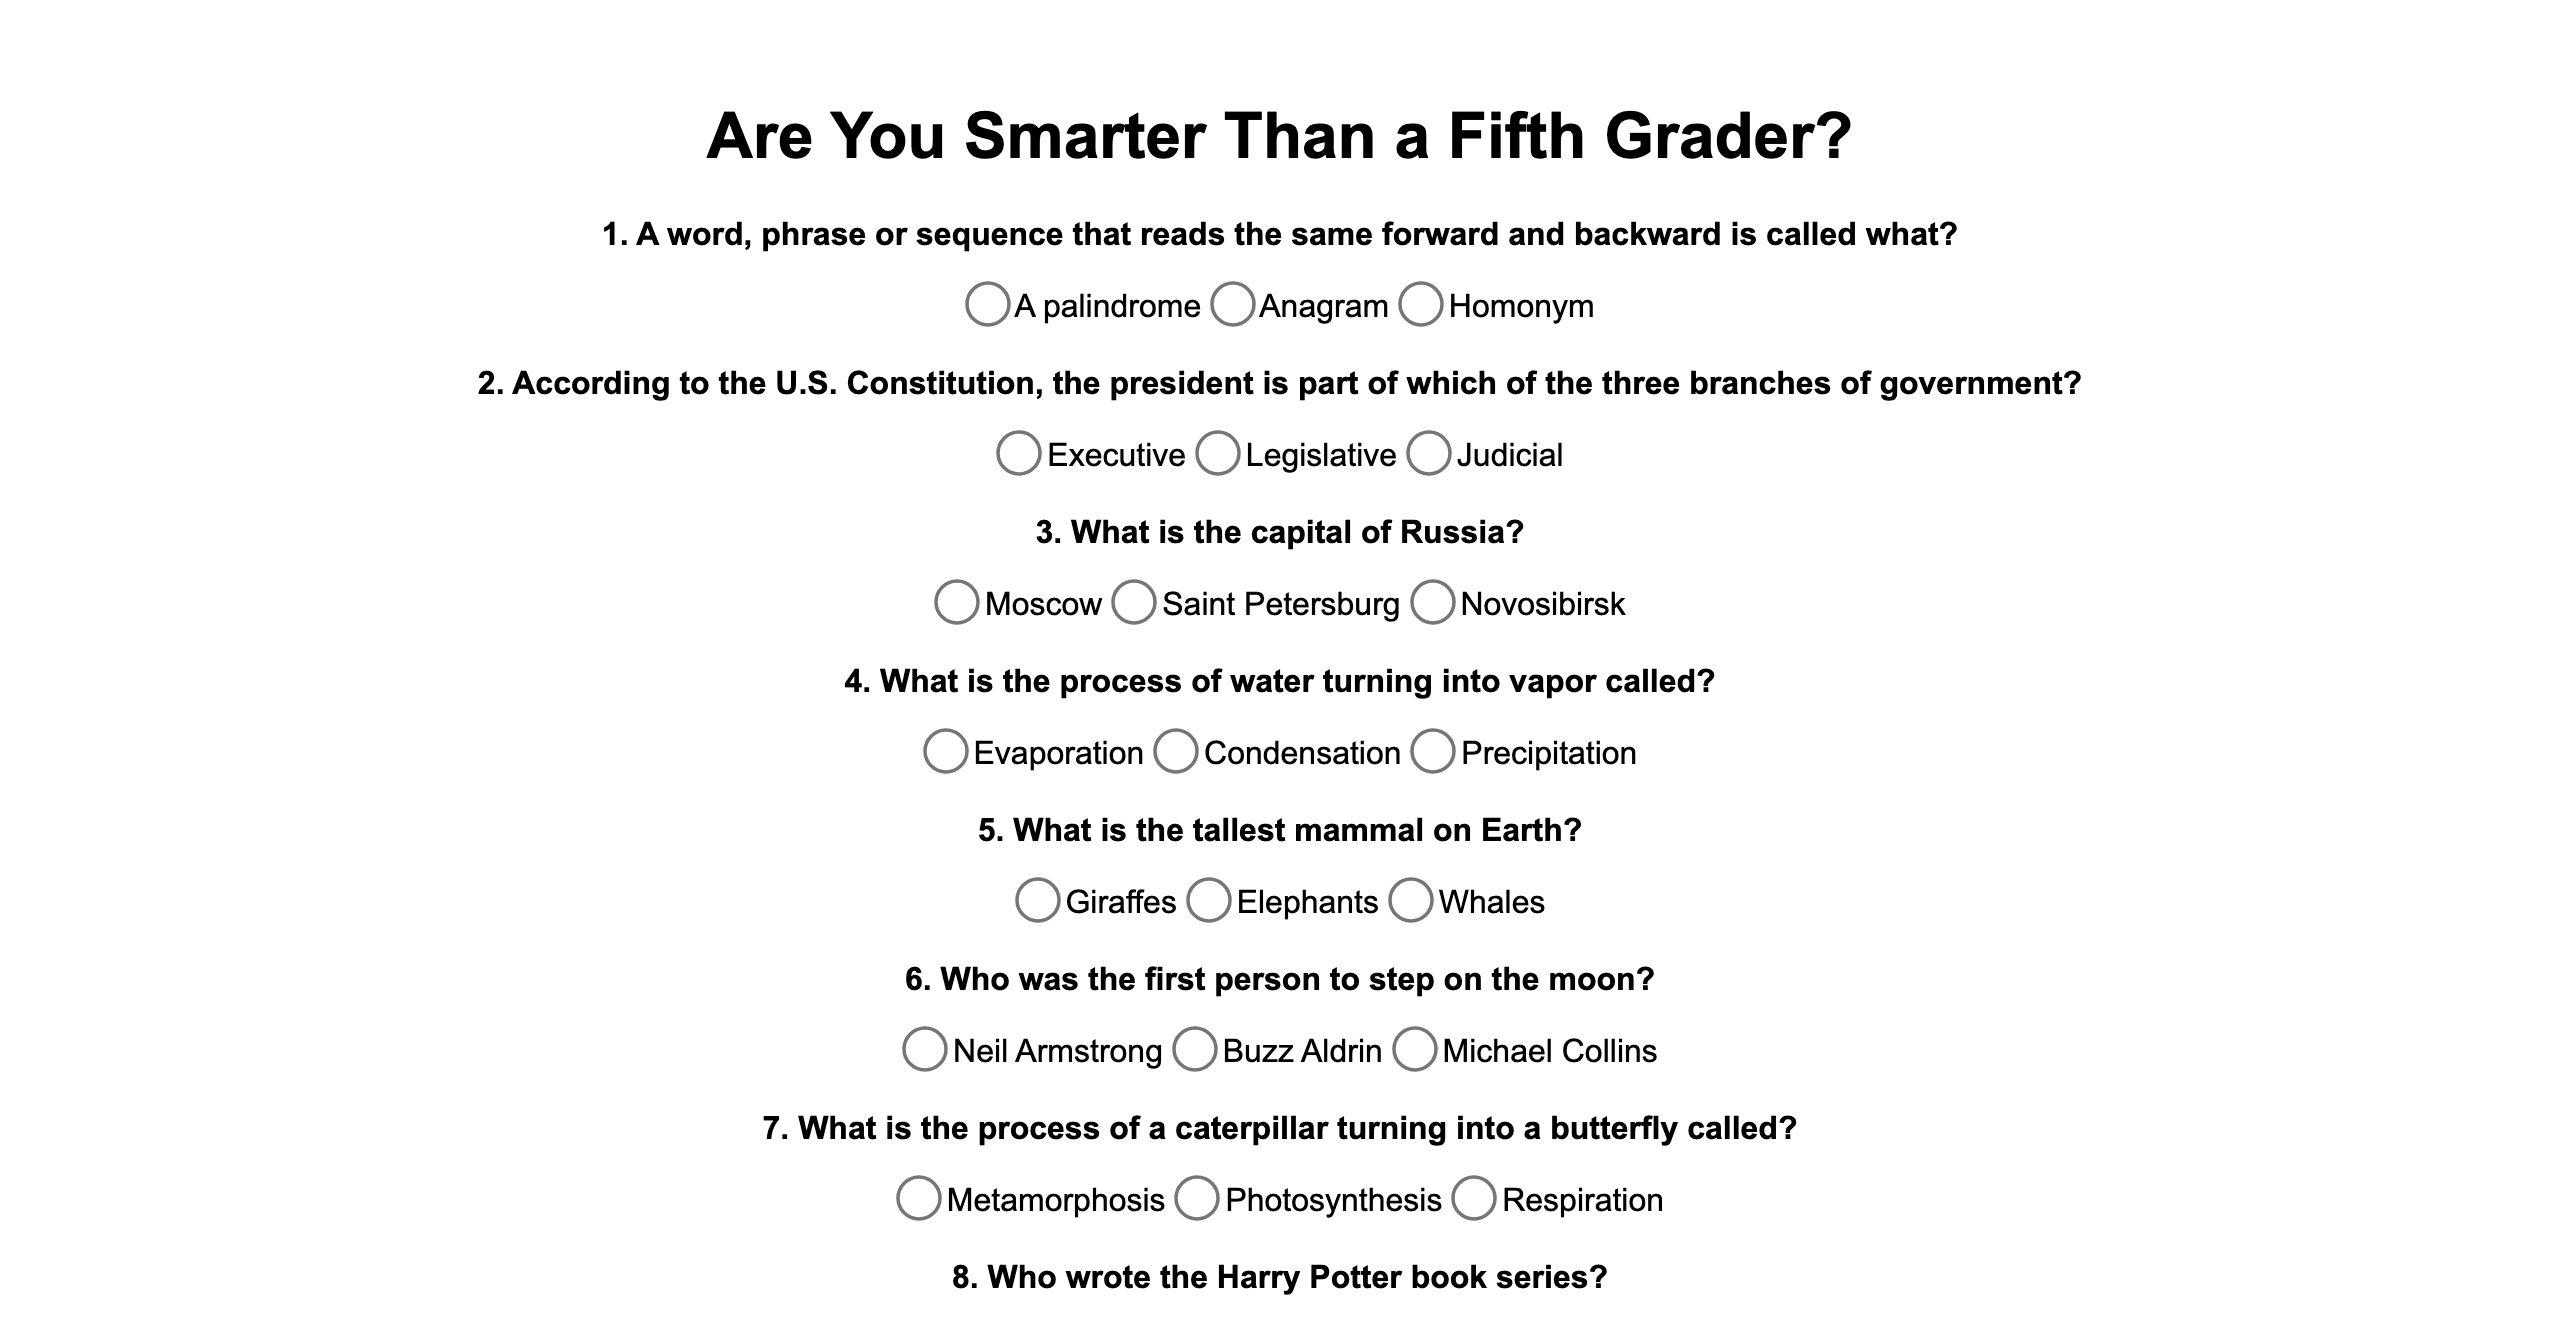 Are You Smarter Than a Fifth Grader?
1. A word, phrase or sequence that reads the same forward and backward is called what?
A palindrome Anagram Homonym
2. According to the U.S. Constitution, the president is part of which of the three branches of government?
Executive Legislative Judicial
3. What is the capital of Russia?
Moscow Saint Petersburg Novosibirsk
4. What is the process of water turning into vapor called?
Evaporation Condensation Precipitation
5. What is the tallest mammal on Earth?
Giraffes Elephants Whales
6. Who was the first person to step on the moon?
Neil Armstrong Buzz Aldrin Michael Collins
7. What is the process of a caterpillar turning into a butterfly called?
Metamorphosis Photosynthesis Respiration
8. Who wrote the Harry Potter book series?